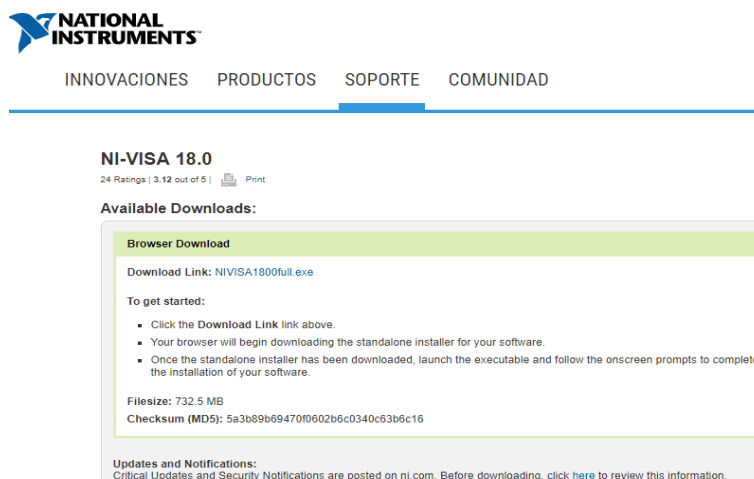 NATIONAL
INSTRUMENTS™
INNOVACIONES PRODUCTOS SOPORTE COMUNIDAD
NI-VISA 18.0
24 Ratings | 3.12 out of 5 | Print
Available Downloads:
Browser Download
Download Link: NIVISA1800full.exe
To get started:
Click the Download Link link above.
Your browser will begin downloading the standalone installer for your software.
Once the standalone installer has been downloaded, launch the executable and follow the onscreen prompts to complete
the installation of your software.
Filesize: 732.5 MB
Checksum (MD5): 5a3b89b69470f0602b6c0340c63b6c16
Updates and Notifications:
Critical Updates and Security Notifications are posted on ni.com. Before downloading, click here to review this information.